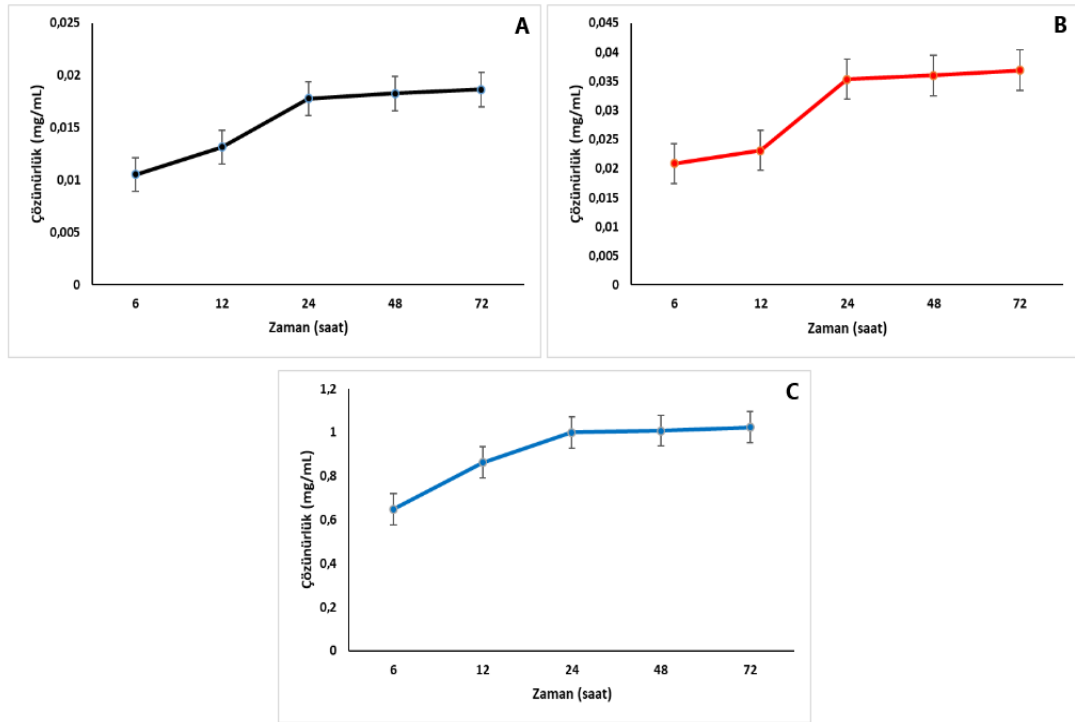 A
0,025
0,02
0,015
0,01
0,005
0
Çözünürlük (mg/mL)
6 12 24 48 72
Zaman (saat)
B
0,045
0,04
0,035
0,03
0,025
0,02
0,015
0,01
0,005
0
Çözünürlük (mg/mL)
6 12 24 48 72
Zaman (saat)
C
1,2
1
0,8
0,6
0,4
0,2
0
Çözünürlük (mg/mL)
6 12 24 48 72
Zaman (saat)